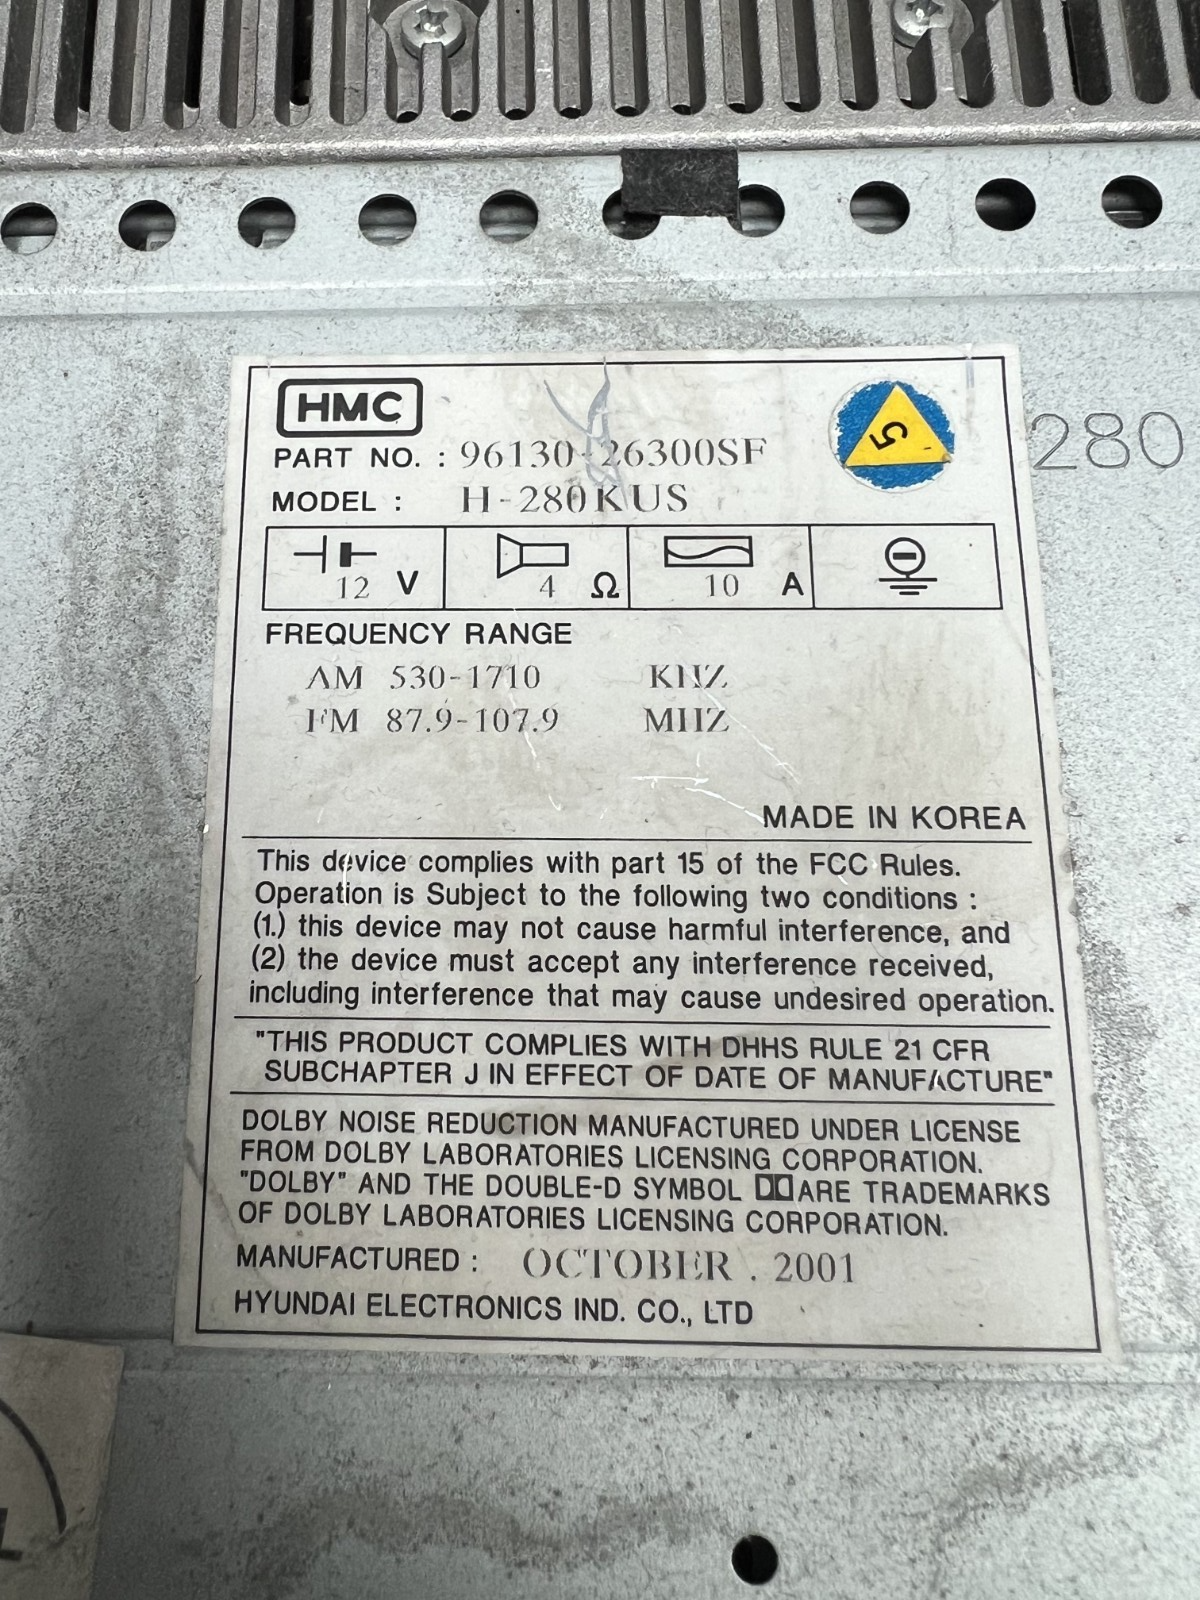 HMC
PART NO. : 96130-26300SF
5
280
MODEL : H-280KUS
12 V 4 Ω 10 A
FREQUENCY RANGE
AM 530-1710 KHZ
FM 87.9-107.9 MHZ
MADE IN KOREA
This device complies with part 15 of the FCC Rules.
Operation is Subject to the following two conditions :
(1.) this device may not cause harmful interference, and
(2) the device must accept any interference received,
including interference that may cause undesired operation.
"THIS PRODUCT COMPLIES WITH DHHS RULE 21 CFR
SUBCHAPTER J IN EFFECT OF DATE OF MANUFACTURE"
DOLBY NOISE REDUCTION MANUFACTURED UNDER LICENSE
FROM DOLBY LABORATORIES LICENSING CORPORATION.
"DOLBY" AND THE DOUBLE-D SYMBOL ARE TRADEMARKS
OF DOLBY LABORATORIES LICENSING CORPORATION.
MANUFACTURED : OCTOBER . 2001
HYUNDAI ELECTRONICS IND. CO., LTD